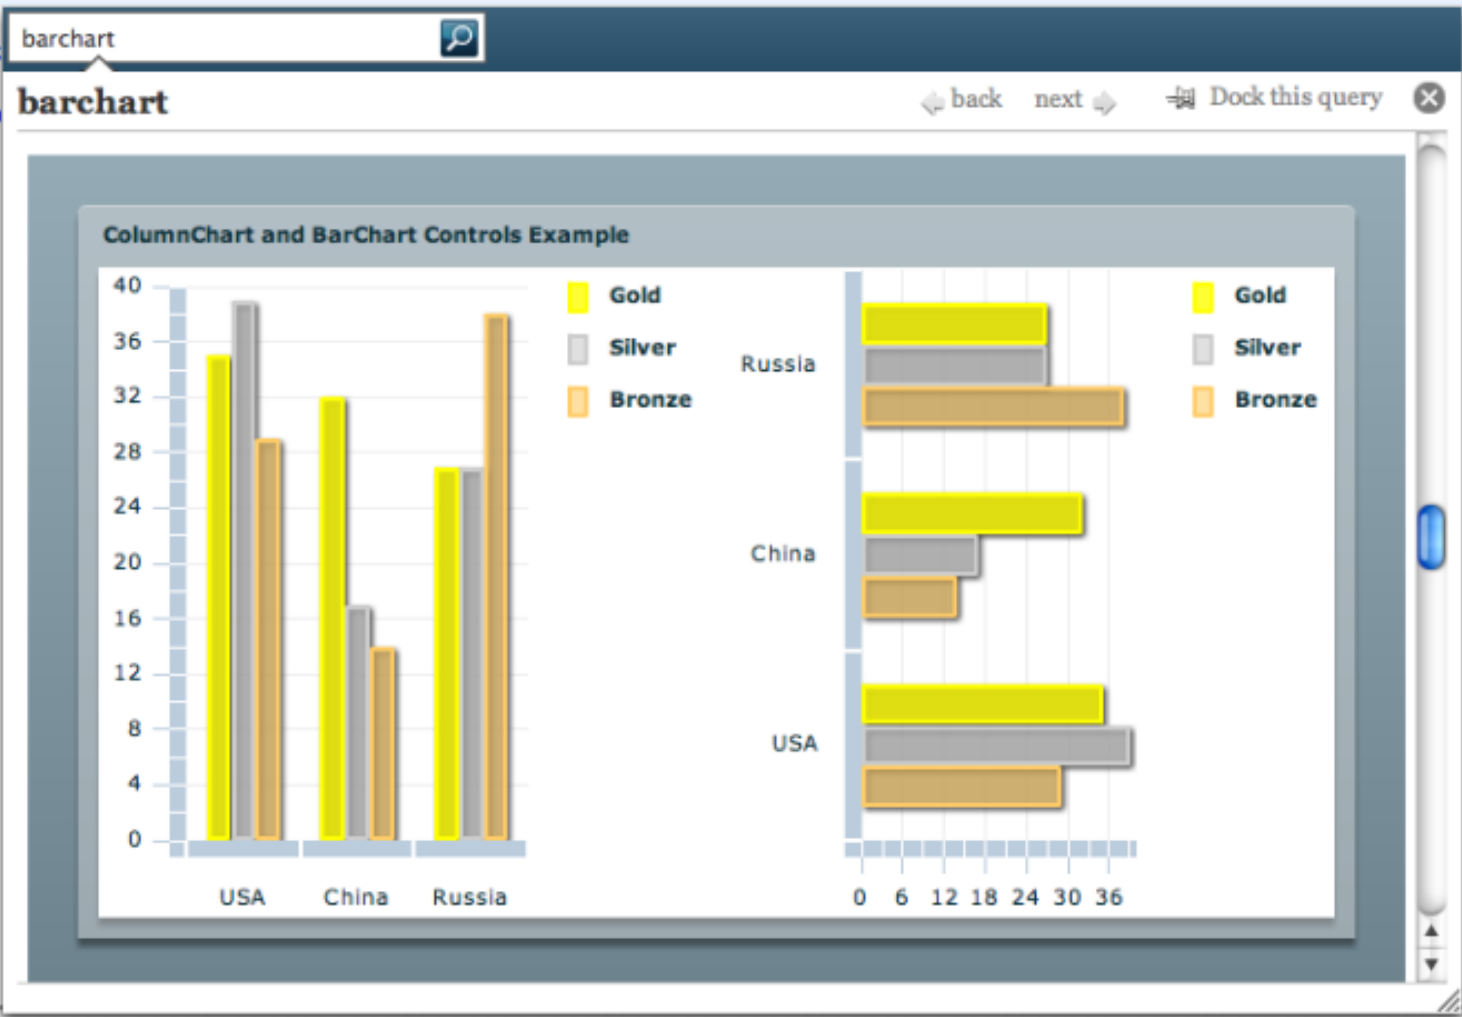 barchart
barchart
back next Dock this query
ColumnChart and BarChart Controls Example
40
36
32
28
24
20
16
12
8
4
0
USA China Russia
Gold
Silver
Bronze
Russia
China
USA
0 6 12 18 24 30 36
Gold
Silver
Bronze